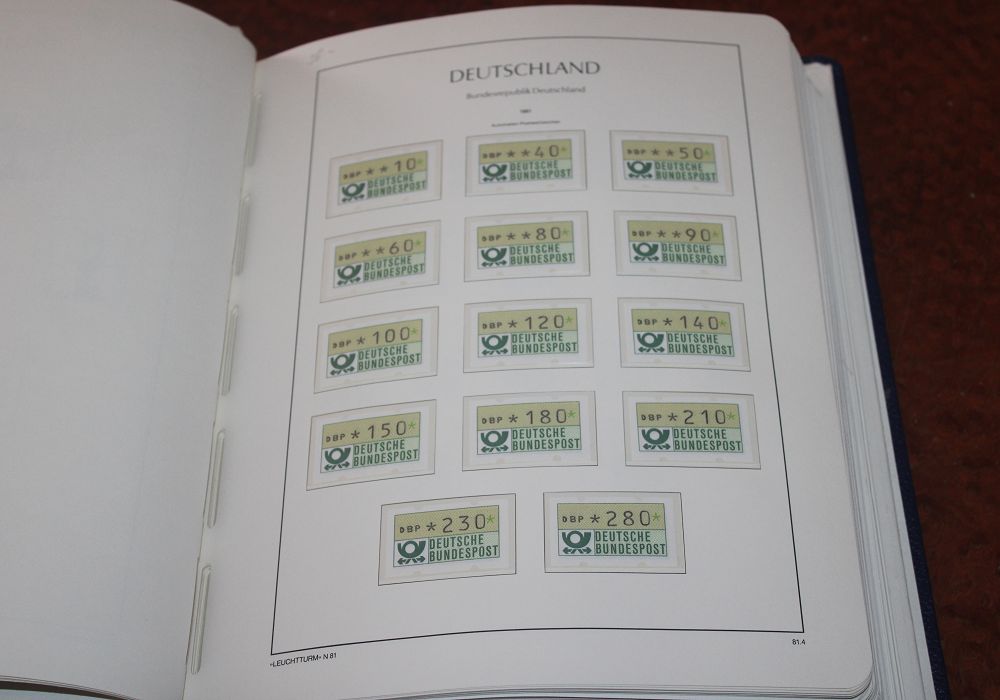 DEUTSCHLAND
Bundesrepublik Deutschland
1981
Automaten-Postwertzeichen
DBP **10*
DEUTSCHE
BUNDESPOST
DBP **40*
DEUTSCHE
BUNDESPOST
DBP **50*
DEUTSCHE
BUNDESPOST
DBP **60*
DEUTSCHE
BUNDESPOST
DBP **80*
DEUTSCHE
BUNDESPOST
DBP **90*
DEUTSCHE
BUNDESPOST
DBP *100*
DEUTSCHE
BUNDESPOST
DBP *120*
DEUTSCHE
BUNDESPOST
DBP *140*
DEUTSCHE
BUNDESPOST
DBP *150*
DEUTSCHE
BUNDESPOST
DBP *180*
DEUTSCHE
BUNDESPOST
DBP *210*
DEUTSCHE
BUNDESPOST
DBP *230*
DEUTSCHE
BUNDESPOST
DBP *280*
DEUTSCHE
BUNDESPOST
»LEUCHTTURM« N 81
81.4